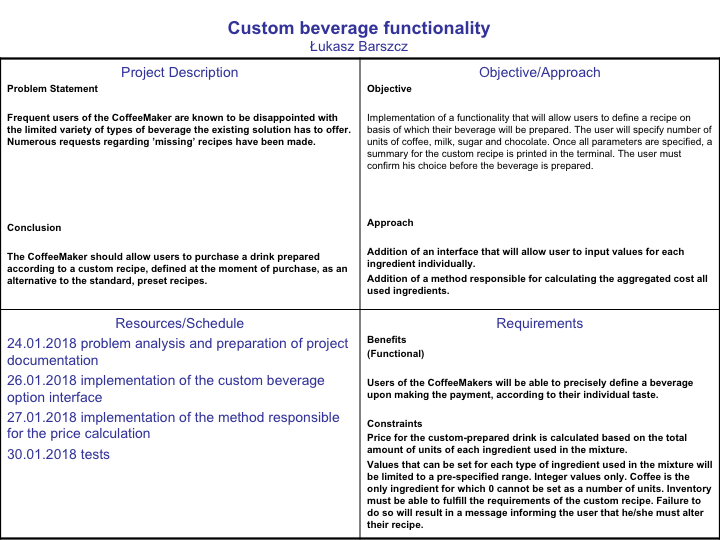 Custom beverage functionality
Łukasz Barszcz
Project Description
Problem Statement
Frequent users of the CoffeeMaker are known to be disappointed with
the limited variety of types of beverage the existing solution has to offer.
Numerous requests regarding 'missing' recipes have been made.
Conclusion
The CoffeeMaker should allow users to purchase a drink prepared
according to a custom recipe, defined at the moment of purchase, as an
alternative to the standard, preset recipes.
Objective/Approach
Objective
Implementation of a functionality that will allow users to define a recipe on
basis of which their beverage will be prepared. The user will specify number of
units of coffee, milk, sugar and chocolate. Once all parameters are specified, a
summary for the custom recipe is printed in the terminal. The user must
confirm his choice before the beverage is prepared.
Approach
Addition of an interface that will allow user to input values for each
ingredient individually.
Addition of a method responsible for calculating the aggregated cost all
used ingredients.
Resources/Schedule
24.01.2018 problem analysis and preparation of project
documentation
26.01.2018 implementation of the custom beverage
option interface
27.01.2018 implementation of the method responsible
for the price calculation
30.01.2018 tests
Requirements
Benefits
(Functional)
Users of the CoffeeMakers will be able to precisely define a beverage
upon making the payment, according to their individual taste.
Constraints
Price for the custom-prepared drink is calculated based on the total
amount of units of each ingredient used in the mixture.
Values that can be set for each type of ingredient used in the mixture will
be limited to a pre-specified range. Integer values only. Coffee is the
only ingredient for which 0 cannot be set as a number of units. Inventory
must be able to fulfill the requirements of the custom recipe. Failure to
do so will result in a message informing the user that he/she must alter
their recipe.